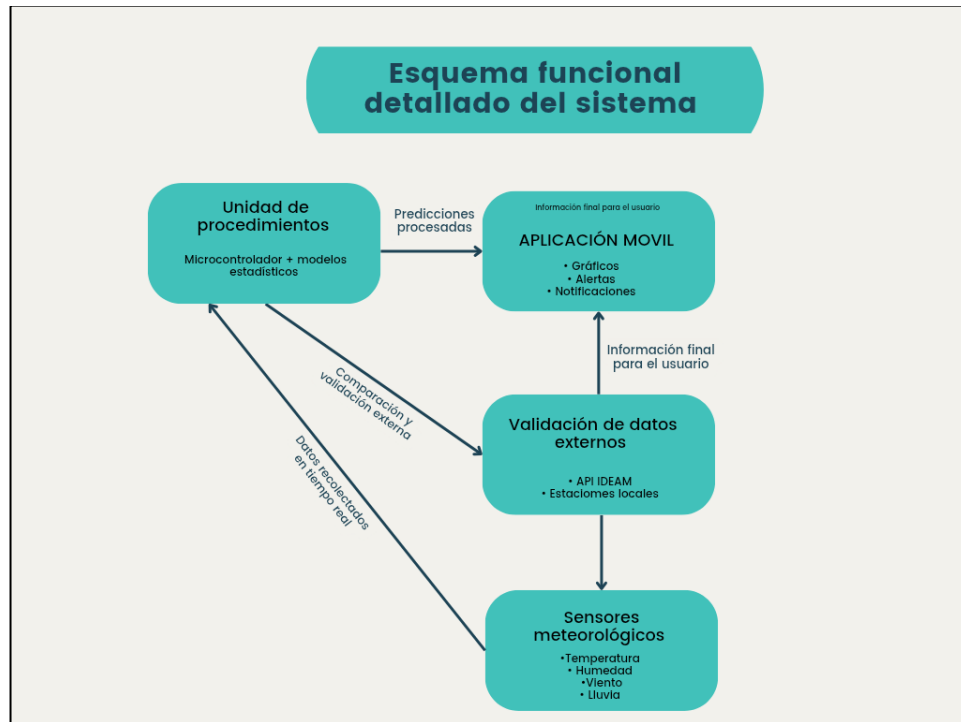 Esquema funcional
detallado del sistema
Unidad de
procedimientos
Microcontrolador + modelos
estadísticos
Predicciones
procesadas
Información final para el usuario
APLICACIÓN MOVIL
• Gráficos
• Alertas
• Notificaciones
Información final
para el usuario
Comparación y
validación externa
Datos recolectados
en tiempo real
Validación de datos
externos
• API IDEAM
• Estaciones locales
Sensores
meteorológicos
•Temperatura
• Humedad
•Viento
• Lluvia